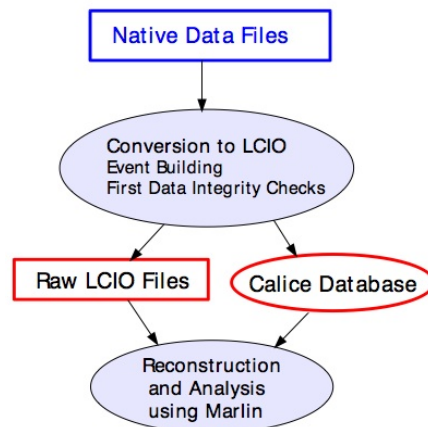 Native Data Files
Conversion to LCIO
Event Building
First Data Integrity Checks
Raw LCIO Files
Calice Database
Reconstruction
and Analysis
using Marlin